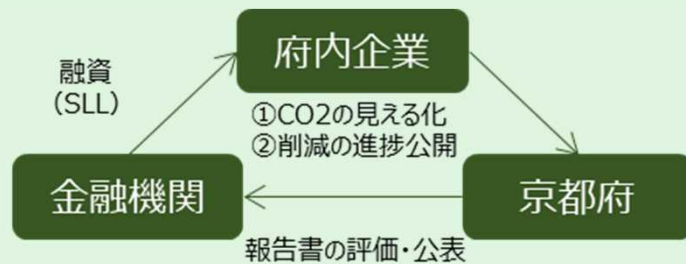 府内企業
融資
（SLL）
①CO2の見える化
②削減の進捗公開
金融機関
京都府
報告書の評価・公表